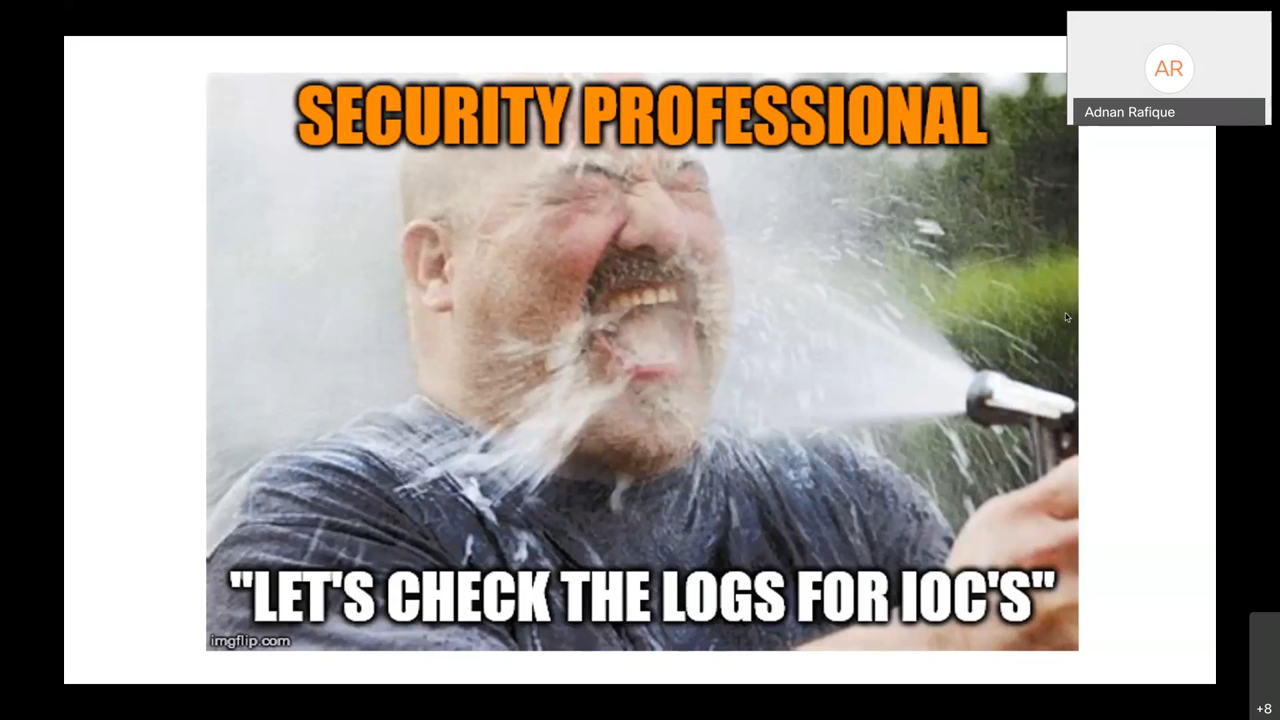 SECURITY PROFESSIONAL
AR
Adnan Rafique
"LET'S CHECK THE LOGS FOR IOC'S"
imgflip.com
+8